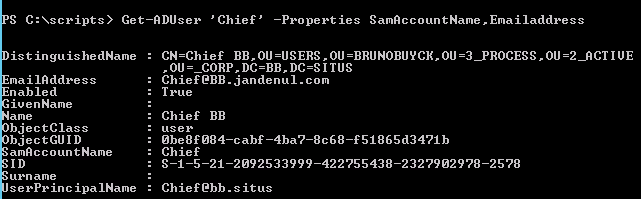 PS C:\scripts> Get-ADUser 'Chief' -Properties SamAccountName,Emailaddress
DistinguishedName : CN=Chief BB,OU=USERS,OU=BRUNOBUYCK,OU=3_PROCESS,OU=2_ACTIVE
,OU=_CORP,DC=BB,DC=SITUS
EmailAddress : Chief@BB.jandenul.com
Enabled : True
GivenName :
Name : Chief BB
ObjectClass : user
ObjectGUID : 0be8f084-cabf-4ba7-8c68-f51865d3471b
SamAccountName : Chief
SID : S-1-5-21-2092533999-422755438-2327902978-2578
Surname :
UserPrincipalName : Chief@bb.situs